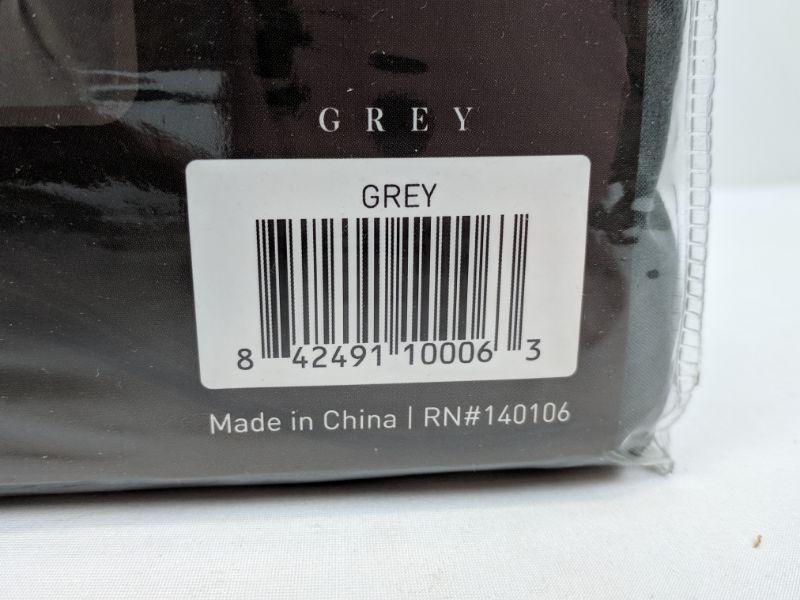 GREY
GREY
8 42491 10006 3
Made in China | RN#140106